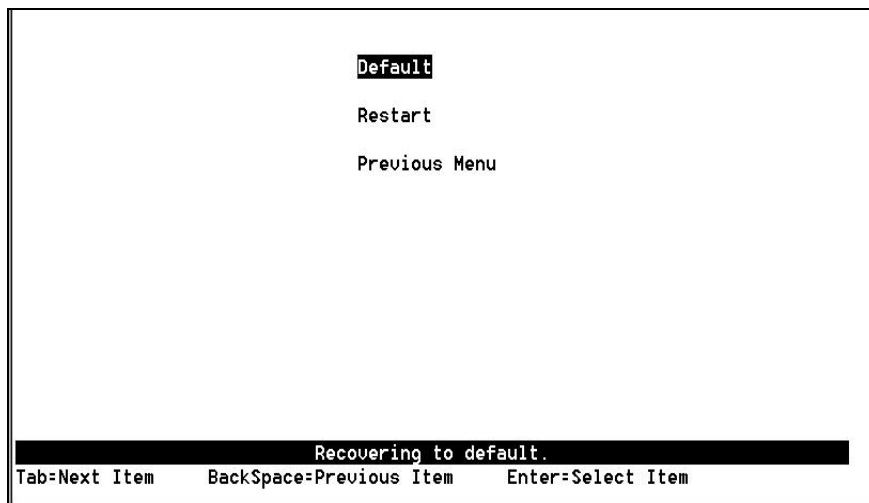 Default
Restart
Previous Menu
Recovering to default.
Tab=Next Item BackSpace=Previous Item Enter=Select Item